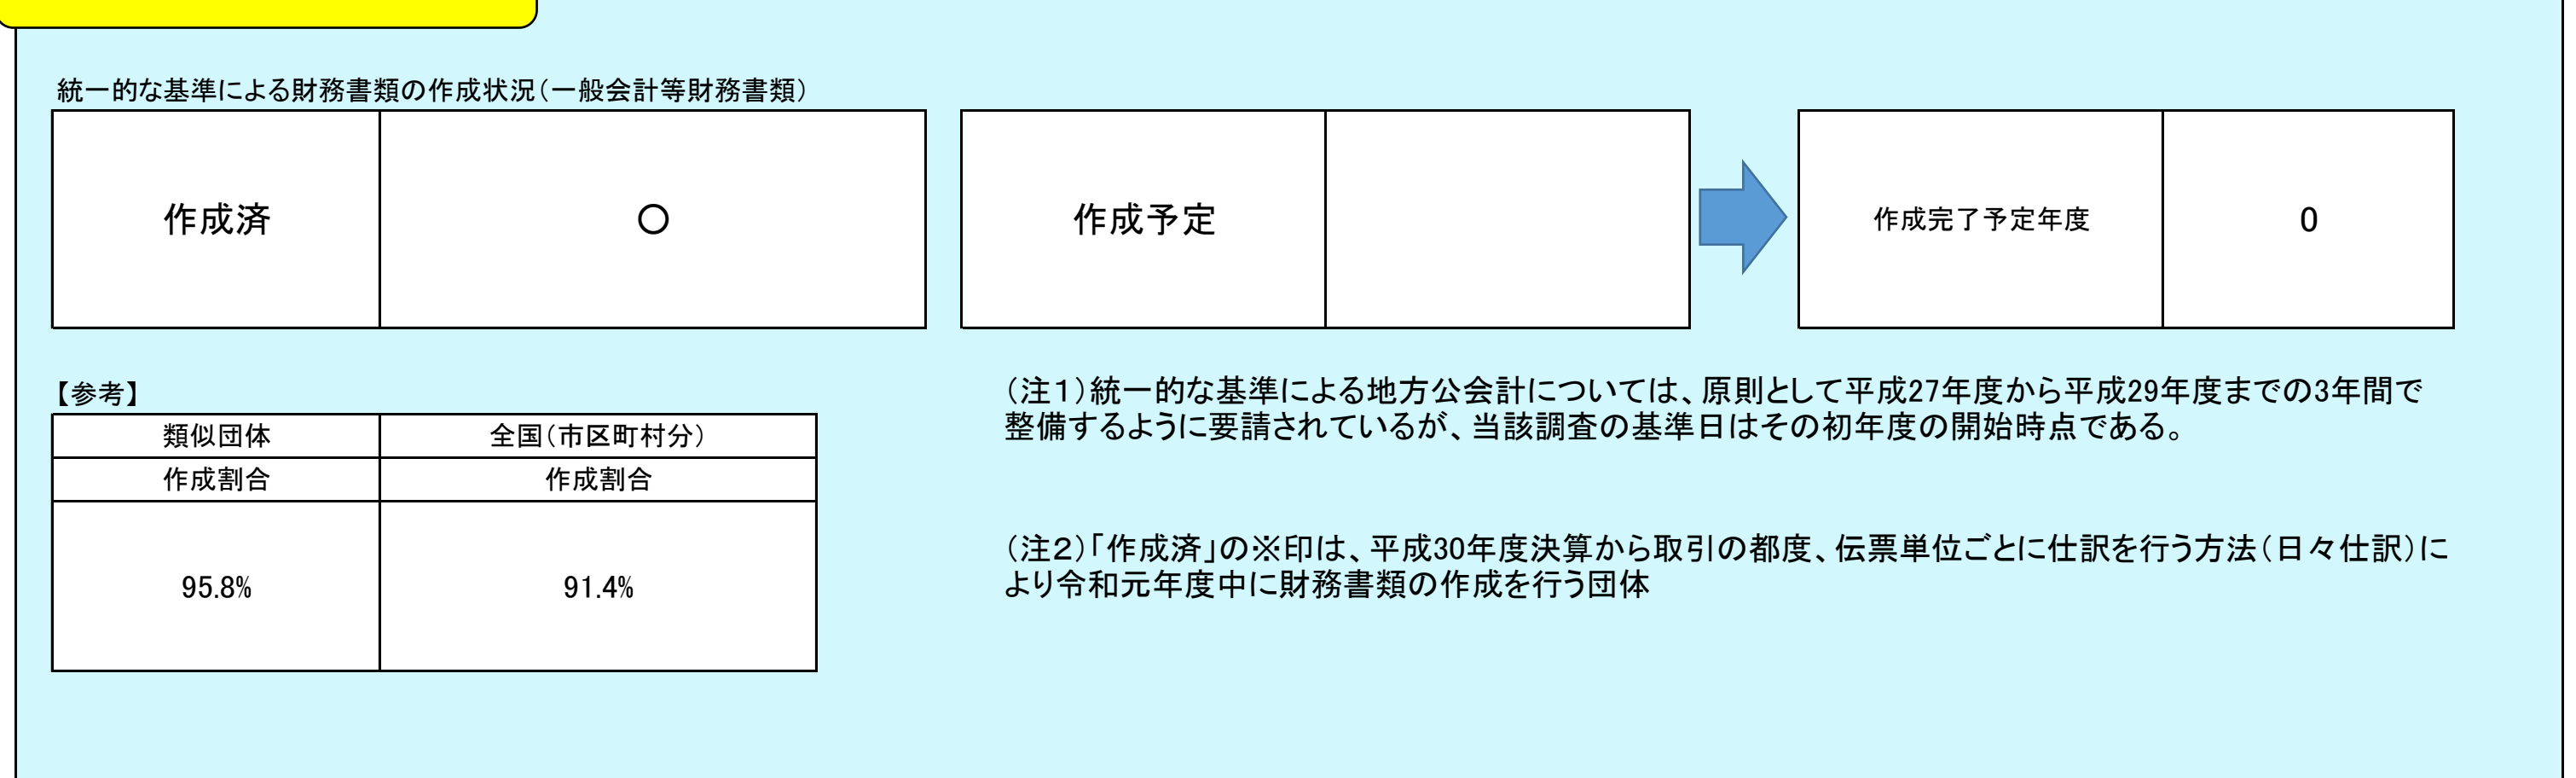 統一的な基準による財務書類の作成状況（一般会計等財務書類）
作成済
○
作成予定
作成完了予定年度
0
【参考】
類似団体
全国（市区町村分）
作成割合
作成割合
95.8%
91.4%
（注１）統一的な基準による地方公会計については、原則として平成27年度から平成29年度までの3年間で
整備するように要請されているが、当該調査の基準日はその初年度の開始時点である。
（注２）「作成済」の※印は、平成30年度決算から取引の都度、伝票単位ごとに仕訳を行う方法（日々仕訳）に
より令和元年度中に財務書類の作成を行う団体